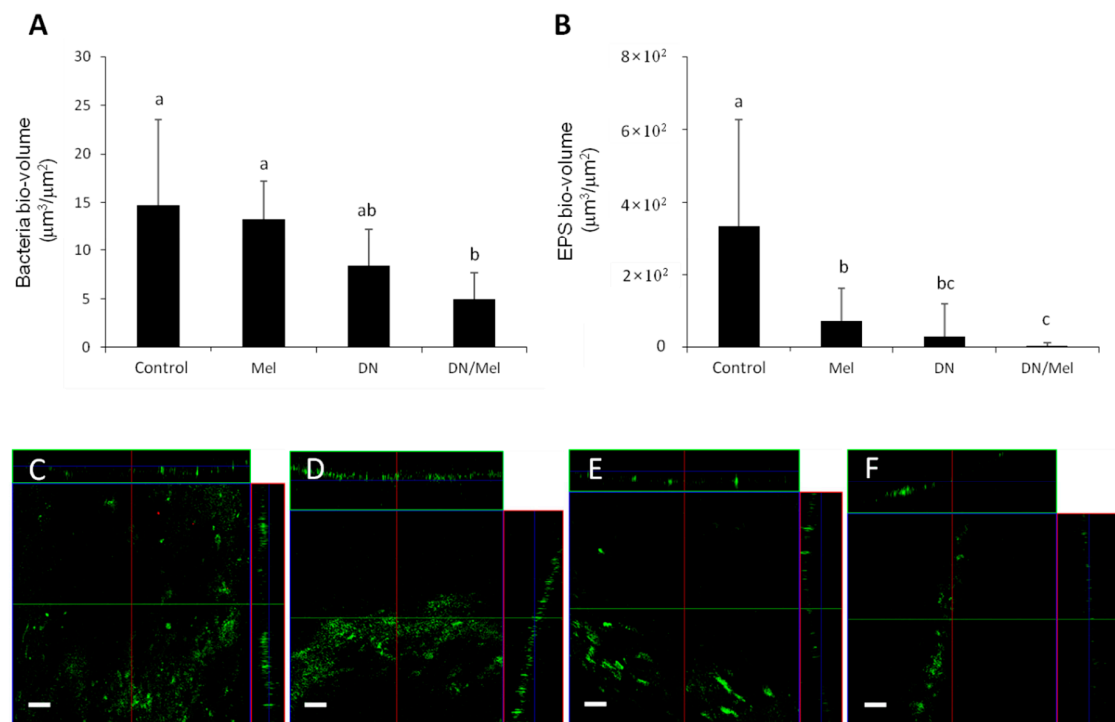 A
Bacteria bio-volume
(μm³/μm²)
30
25
20
15
10
5
0
a
a
ab
b
Control
Mel
DN
DN/Mel
B
EPS bio-volume
(μm³/μm²)
8×10²
6×10²
4×10²
2×10²
0
a
b
bc
c
Control
Mel
DN
DN/Mel
C
D
E
F